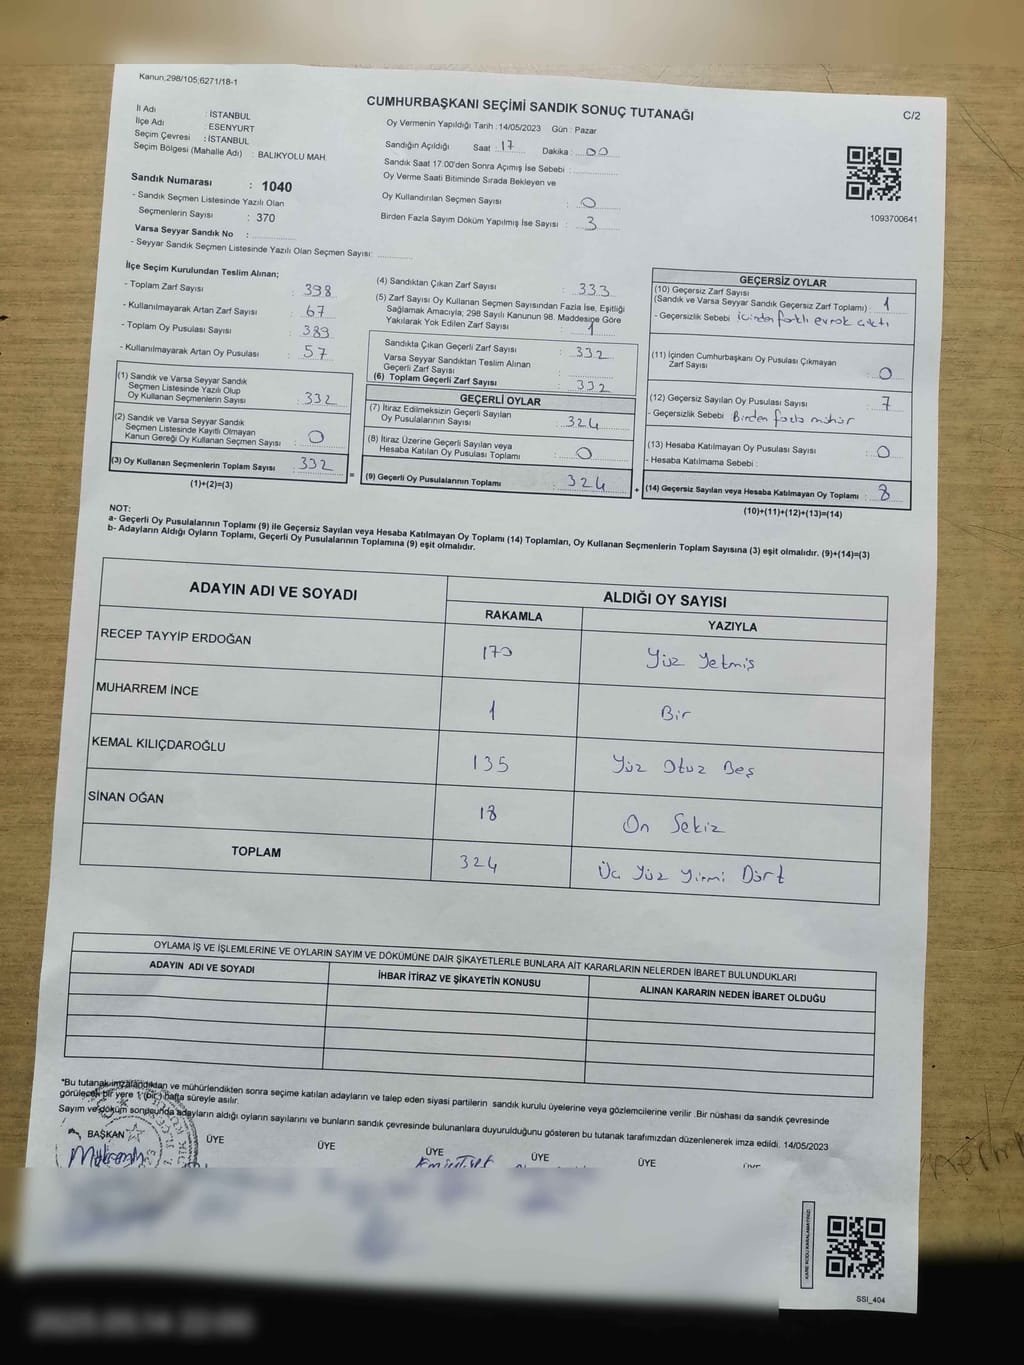 Kanun;298/105;6271/18-1
CUMHURBAŞKANI SEÇİMİ SANDIK SONUÇ TUTANAĞI
C/2
İl Adı : İSTANBUL
İlçe Adı : ESENYURT
Seçim Çevresi : İSTANBUL
Seçim Bölgesi (Mahalle Adı) : BALIKYOLU MAH.
Oy Vermenin Yapıldığı Tarih : 14/05/2023 Gün : Pazar
Sandığın Açıldığı Saat : 17 Dakika : 00
Sandık Saat 17:00'den Sonra Açımış İse Sebebi :
Oy Verme Saati Bitiminde Sırada Bekleyen ve
Oy Kullandırılan Seçmen Sayısı : 0
Birden Fazla Sayım Döküm Yapılmış İse Sayısı : 3
1093700641
Sandık Numarası : 1040
- Sandık Seçmen Listesinde Yazılı Olan
Seçmenlerin Sayısı : 370
Varsa Seyyar Sandık No :
- Seyyar Sandık Seçmen Listesinde Yazılı Olan Seçmen Sayısı:
İlçe Seçim Kurulundan Teslim Alınan;
- Toplam Zarf Sayısı : 398
- Kullanılmayarak Artan Zarf Sayısı : 67
- Toplam Oy Pusulası Sayısı : 389
- Kullanılmayarak Artan Oy Pusulası : 57
(1) Sandık ve Varsa Seyyar Sandık
Seçmen Listesinde Yazılı Olup
Oy Kullanan Seçmenlerin Sayısı : 332
(2) Sandık ve Varsa Seyyar Sandık
Seçmen Listesinde Kayıtlı Olmayan
Kanun Gereği Oy Kullanan Seçmen Sayısı : 0
(3) Oy Kullanan Seçmenlerin Toplam Sayısı : 332
(1)+(2)=(3)
(4) Sandıktan Çıkan Zarf Sayısı : 333
(5) Zarf Sayısı Oy Kullanan Seçmen Sayısından Fazla İse, Eşitliği
Sağlamak Amacıyla; 298 Sayılı Kanunun 98. Maddesine Göre
Yakılarak Yok Edilen Zarf Sayısı : 1
Sandıkta Çıkan Geçerli Zarf Sayısı : 332
Varsa Seyyar Sandıktan Teslim Alınan
Geçerli Zarf Sayısı :
(6) Toplam Geçerli Zarf Sayısı : 332
GEÇERLİ OYLAR
(7) İtiraz Edilmeksizin Geçerli Sayılan
Oy Pusulalarının Sayısı : 324
(8) İtiraz Üzerine Geçerli Sayılan veya
Hesaba Katılan Oy Pusulası Toplamı : 0
= (9) Geçerli Oy Pusulalarının Toplamı : 324
GEÇERSİZ OYLAR
(10) Geçersiz Zarf Sayısı
(Sandık ve Varsa Seyyar Sandık Geçersiz Zarf Toplamı) : 1
- Geçersizlik Sebebi : içinden farklı evrak çıktı
(11) İçinden Cumhurbaşkanı Oy Pusulası Çıkmayan
Zarf Sayısı : 0
(12) Geçersiz Sayılan Oy Pusulası Sayısı : 7
- Geçersizlik Sebebi Birden fazla mühür
(13) Hesaba Katılmayan Oy Pusulası Sayısı : 0
- Hesaba Katılmama Sebebi :
+ (14) Geçersiz Sayılan veya Hesaba Katılmayan Oy Toplamı : 8
(10)+(11)+(12)+(13)=(14)
NOT:
a- Geçerli Oy Pusulalarının Toplamı (9) ile Geçersiz Sayılan veya Hesaba Katılmayan Oy Toplamı (14) Toplamları, Oy Kullanan Seçmenlerin Toplam Sayısına (3) eşit olmalıdır. (9)+(14)=(3)
b- Adayların Aldığı Oyların Toplamı, Geçerli Oy Pusulalarının Toplamına (9) eşit olmalıdır.
ADAYIN ADI VE SOYADI
ALDIĞI OY SAYISI
RAKAMLA YAZIYLA
RECEP TAYYİP ERDOĞAN 170 Yüz Yetmiş
MUHARREM İNCE 1 Bir
KEMAL KILIÇDAROĞLU 135 Yüz Otuz Beş
SİNAN OĞAN 18 On Sekiz
TOPLAM 324 Üç Yüz Yirmi Dört
OYLAMA İŞ VE İŞLEMLERİNE VE OYLARIN SAYIM VE DÖKÜMÜNE DAİR ŞİKAYETLERLE BUNLARA AİT KARARLARIN NELERDEN İBARET BULUNDUKLARI
ADAYIN ADI VE SOYADI İHBAR İTİRAZ VE ŞİKAYETİN KONUSU ALINAN KARARIN NEDEN İBARET OLDUĞU
*Bu tutanak imzalandıktan ve mühürlendikten sonra seçime katılan adayların ve talep eden siyasi partilerin sandık kurulu üyelerine veya gözlemcilerine verilir .Bir nüshası da sandık çevresinde
görülecek bir yere 1 (bir) hafta süreyle asılır.
Sayım ve döküm sonpunda adayların aldığı oyların sayılarını ve bunların sandık çevresinde bulunanlara duyurulduğunu gösteren bu tutanak tarafımızdan düzenlenerek imza edildi. 14/05/2023
BAŞKAN ÜYE ÜYE ÜYE ÜYE ÜYE
KARE KODU KARALAMAYINIZ!
SSI_404